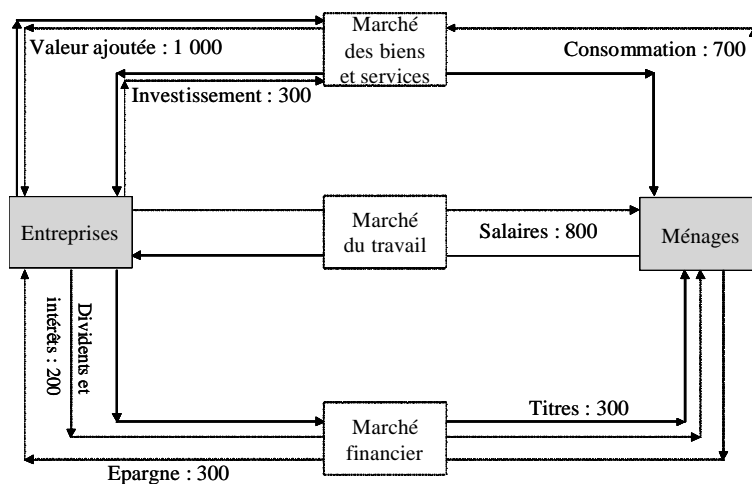 Marché
des biens
et services
Valeur ajoutée : 1 000
Consommation : 700
Investissement : 300
Entreprises
Marché
du travail
Salaires : 800
Ménages
Dividents et
intérêts : 200
Titres : 300
Marché
financier
Epargne : 300